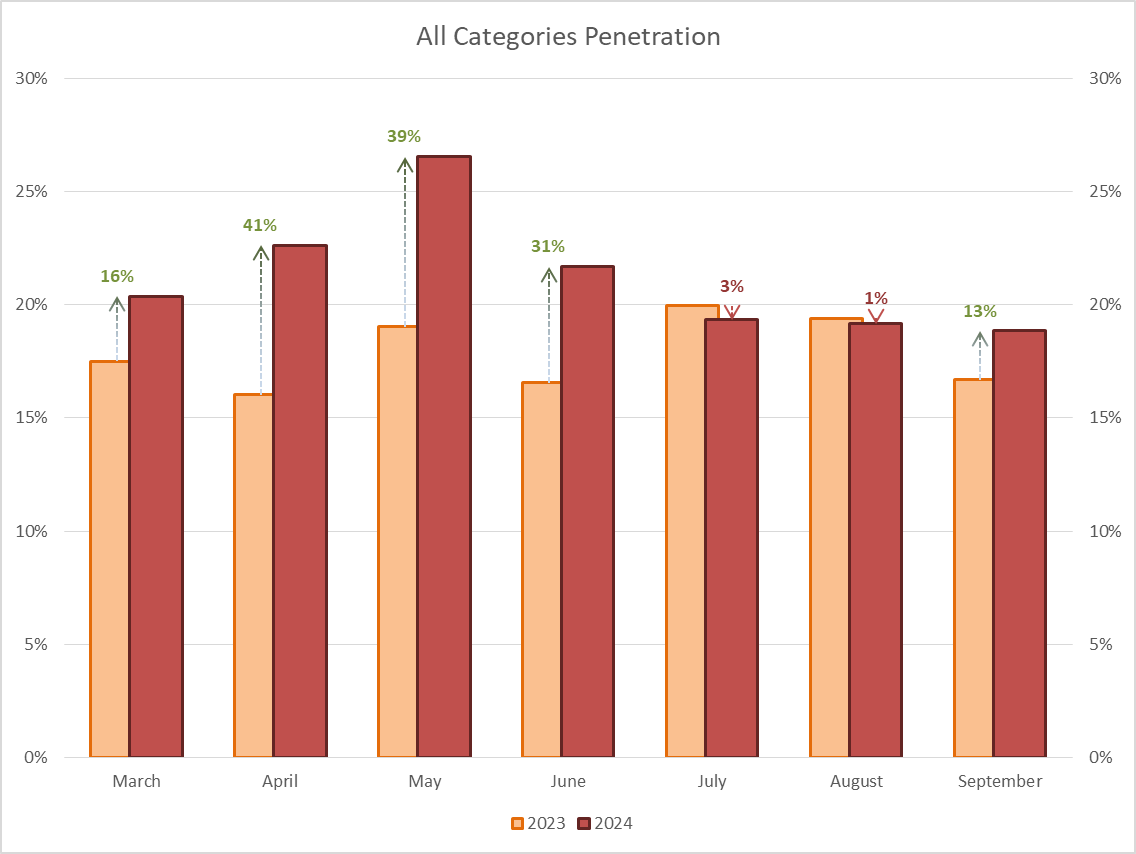 All Categories Penetration
30% 30%
39%
25% 25%
41%
31%
16% 3% 1%
20% 13% 20%
15% 15%
10% 10%
5% 5%
0% 0%
March April May June July August September
2023 2024